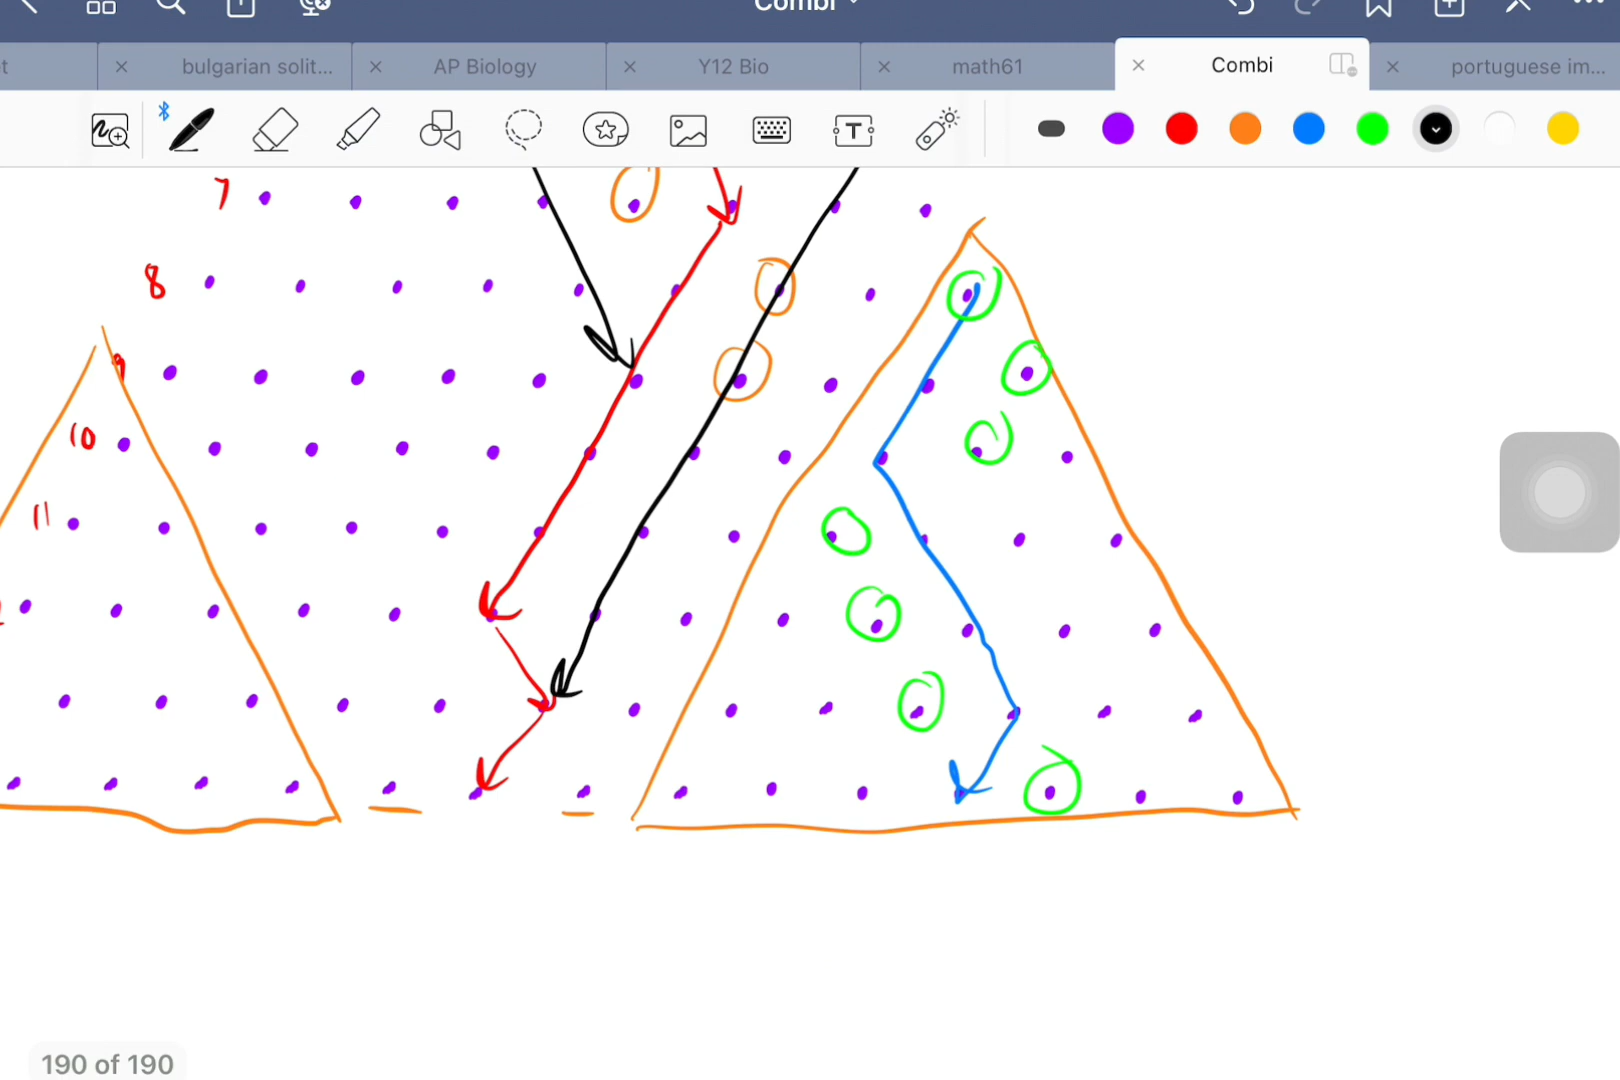 Combi
t
bulgarian solit...
AP Biology
Y12 Bio
math61
Combi
portuguese im...
7
8
9
10
11
190 of 190